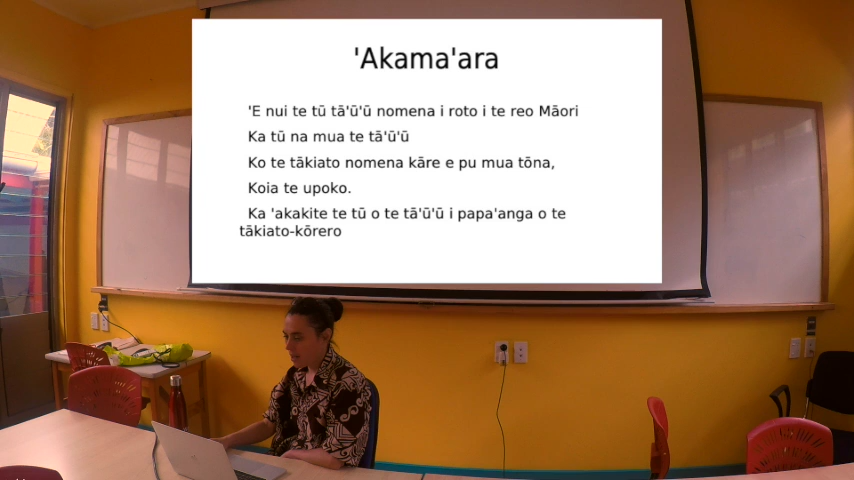 'Akama'ara
'E nui te tū tā'ū'ū nomena i roto i te reo Māori
Ka tū na mua te tā'ū'ū
Ko te tākiato nomena kāre e pu mua tōna,
Koia te upoko.
Ka 'akakite te tū o te tā'ū'ū i papa'anga o te
tākiato-kōrero